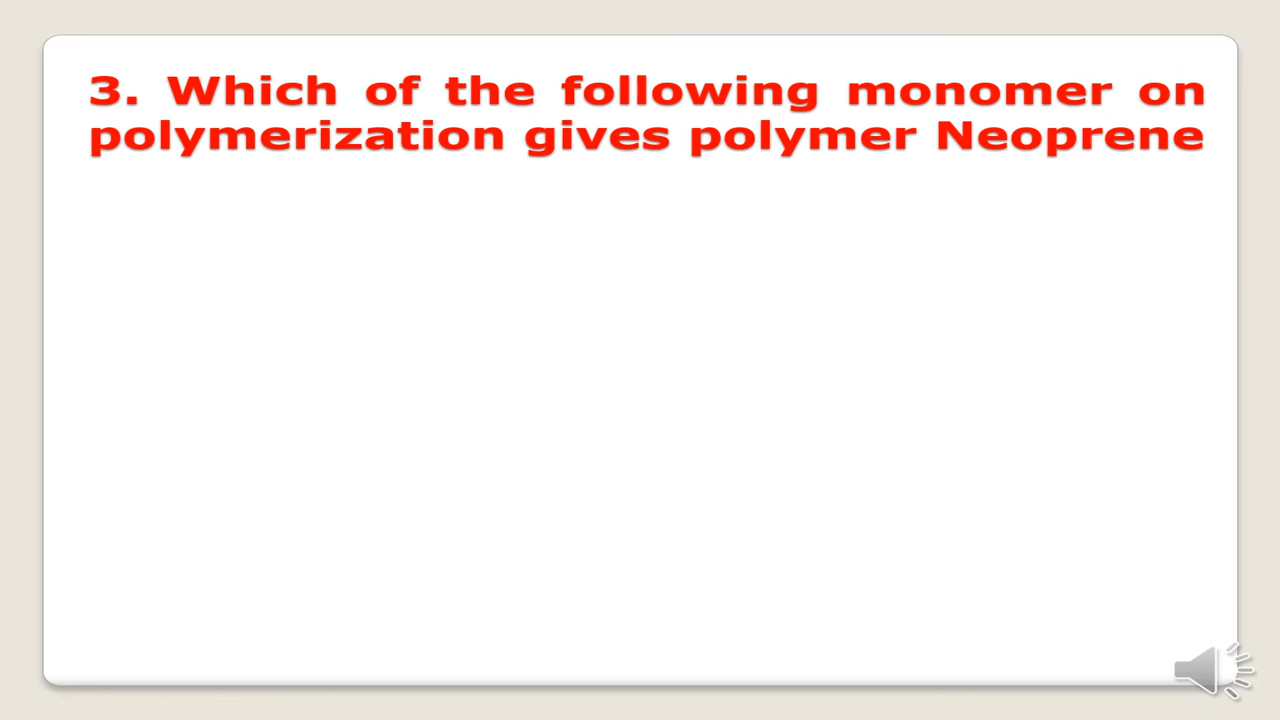 3. Which of the following monomer on
polymerization gives polymer Neoprene